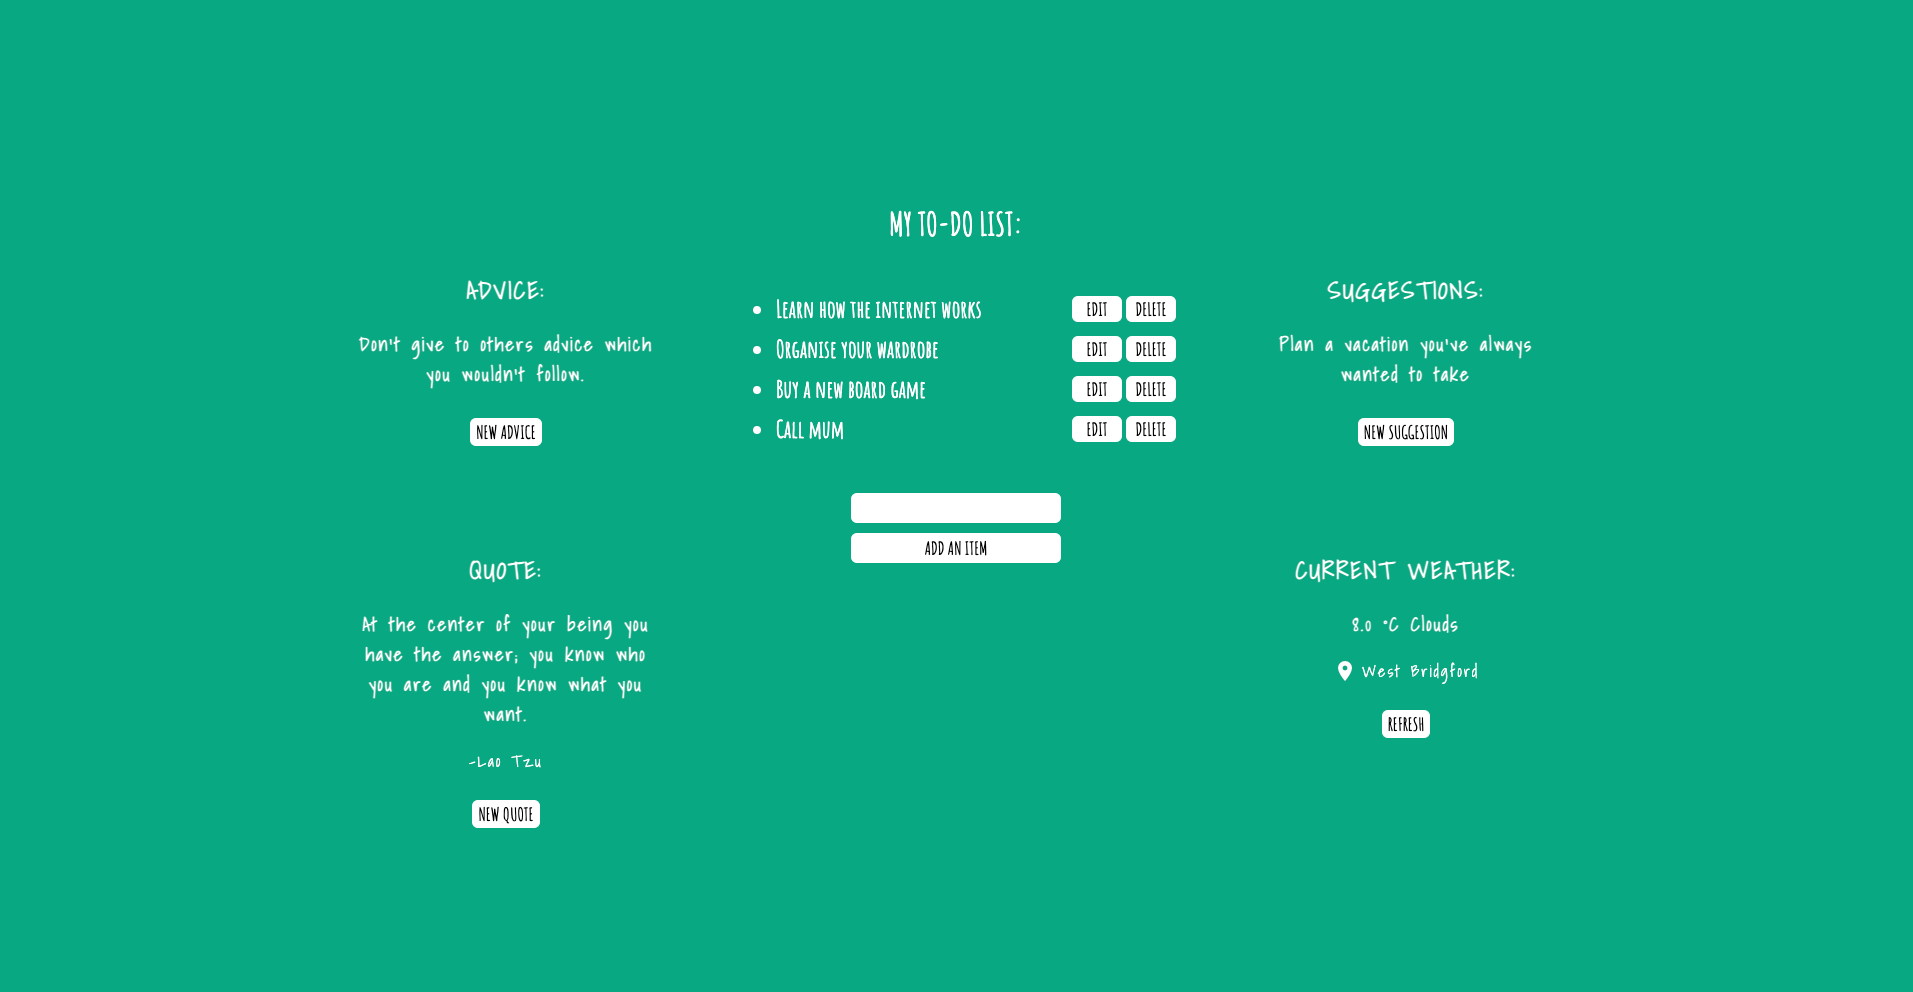 MY TO-DO LIST:
ADVICE:
Don't give to others advice which
you wouldn't follow.
NEW ADVICE
Learn how the internet works EDIT DELETE
Organise your wardrobe EDIT DELETE
Buy a new board game EDIT DELETE
Call mum EDIT DELETE
ADD AN ITEM
SUGGESTIONS:
Plan a vacation you've always
wanted to take
NEW SUGGESTION
QUOTE:
At the center of your being you
have the answer; you know who
you are and you know what you
want.
-Lao Tzu
NEW QUOTE
CURRENT WEATHER:
8.0 °C Clouds
West Bridgford
REFRESH